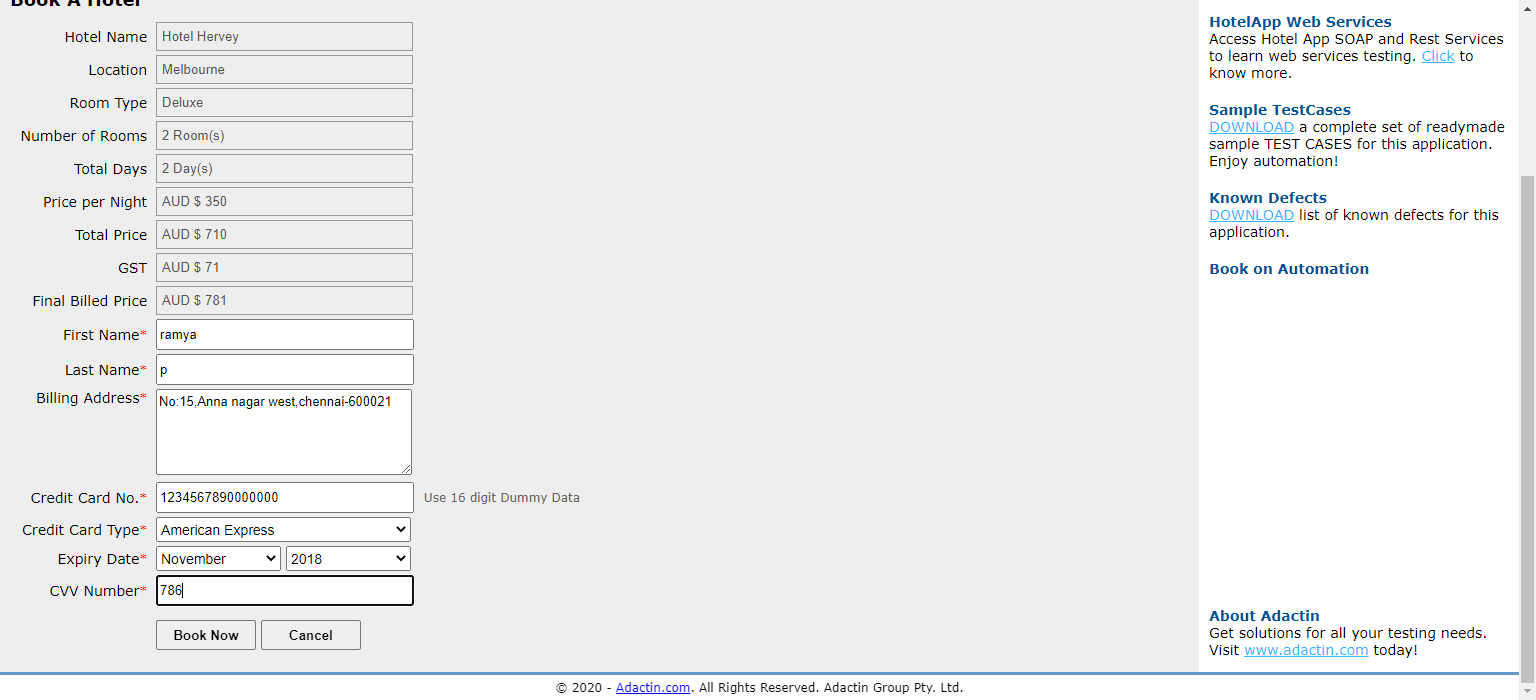 Book A Hotel
Hotel Name Hotel Hervey
Location Melbourne
Room Type Deluxe
Number of Rooms 2 Room(s)
Total Days 2 Day(s)
Price per Night AUD $ 350
Total Price AUD $ 710
GST AUD $ 71
Final Billed Price AUD $ 781
First Name* ramya
Last Name* p
Billing Address* No:15,Anna nagar west,chennai-600021
Credit Card No.* 1234567890000000 Use 16 digit Dummy Data
Credit Card Type* American Express
Expiry Date* November 2018
CVV Number* 786
Book Now Cancel
HotelApp Web Services
Access Hotel App SOAP and Rest Services
to learn web services testing. Click to
know more.
Sample TestCases
DOWNLOAD a complete set of readymade
sample TEST CASES for this application.
Enjoy automation!
Known Defects
DOWNLOAD list of known defects for this
application.
Book on Automation
About Adactin
Get solutions for all your testing needs.
Visit www.adactin.com today!
© 2020 - Adactin.com. All Rights Reserved. Adactin Group Pty. Ltd.